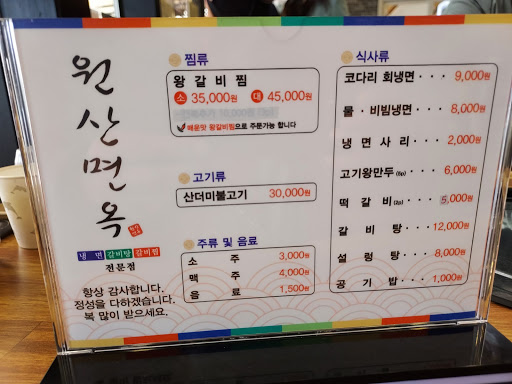 원산면옥
냉면 갈비탕 갈비찜
전문점
항상 감사합니다.
정성을 다하겠습니다.
복 많이 받으세요.
찜류
왕갈비찜
소 35,000원 대 45,000원
매운맛 왕갈비찜으로 주문가능 합니다
고기류
산더미불고기 30,000원
주류 및 음료
소 주 3,000원
맥 주 4,000원
음 료 1,500원
식사류
코다리 회냉면 · · · 9,000원
물 · 비빔냉면 · · · 8,000원
냉면사리 · · · 2,000원
고기왕만두(6p) · · · 6,000원
떡갈비(2p) · · · 5,000원
갈비탕 · · · 12,000원
설렁탕 · · · 8,000원
공기밥 · · · 1,000원